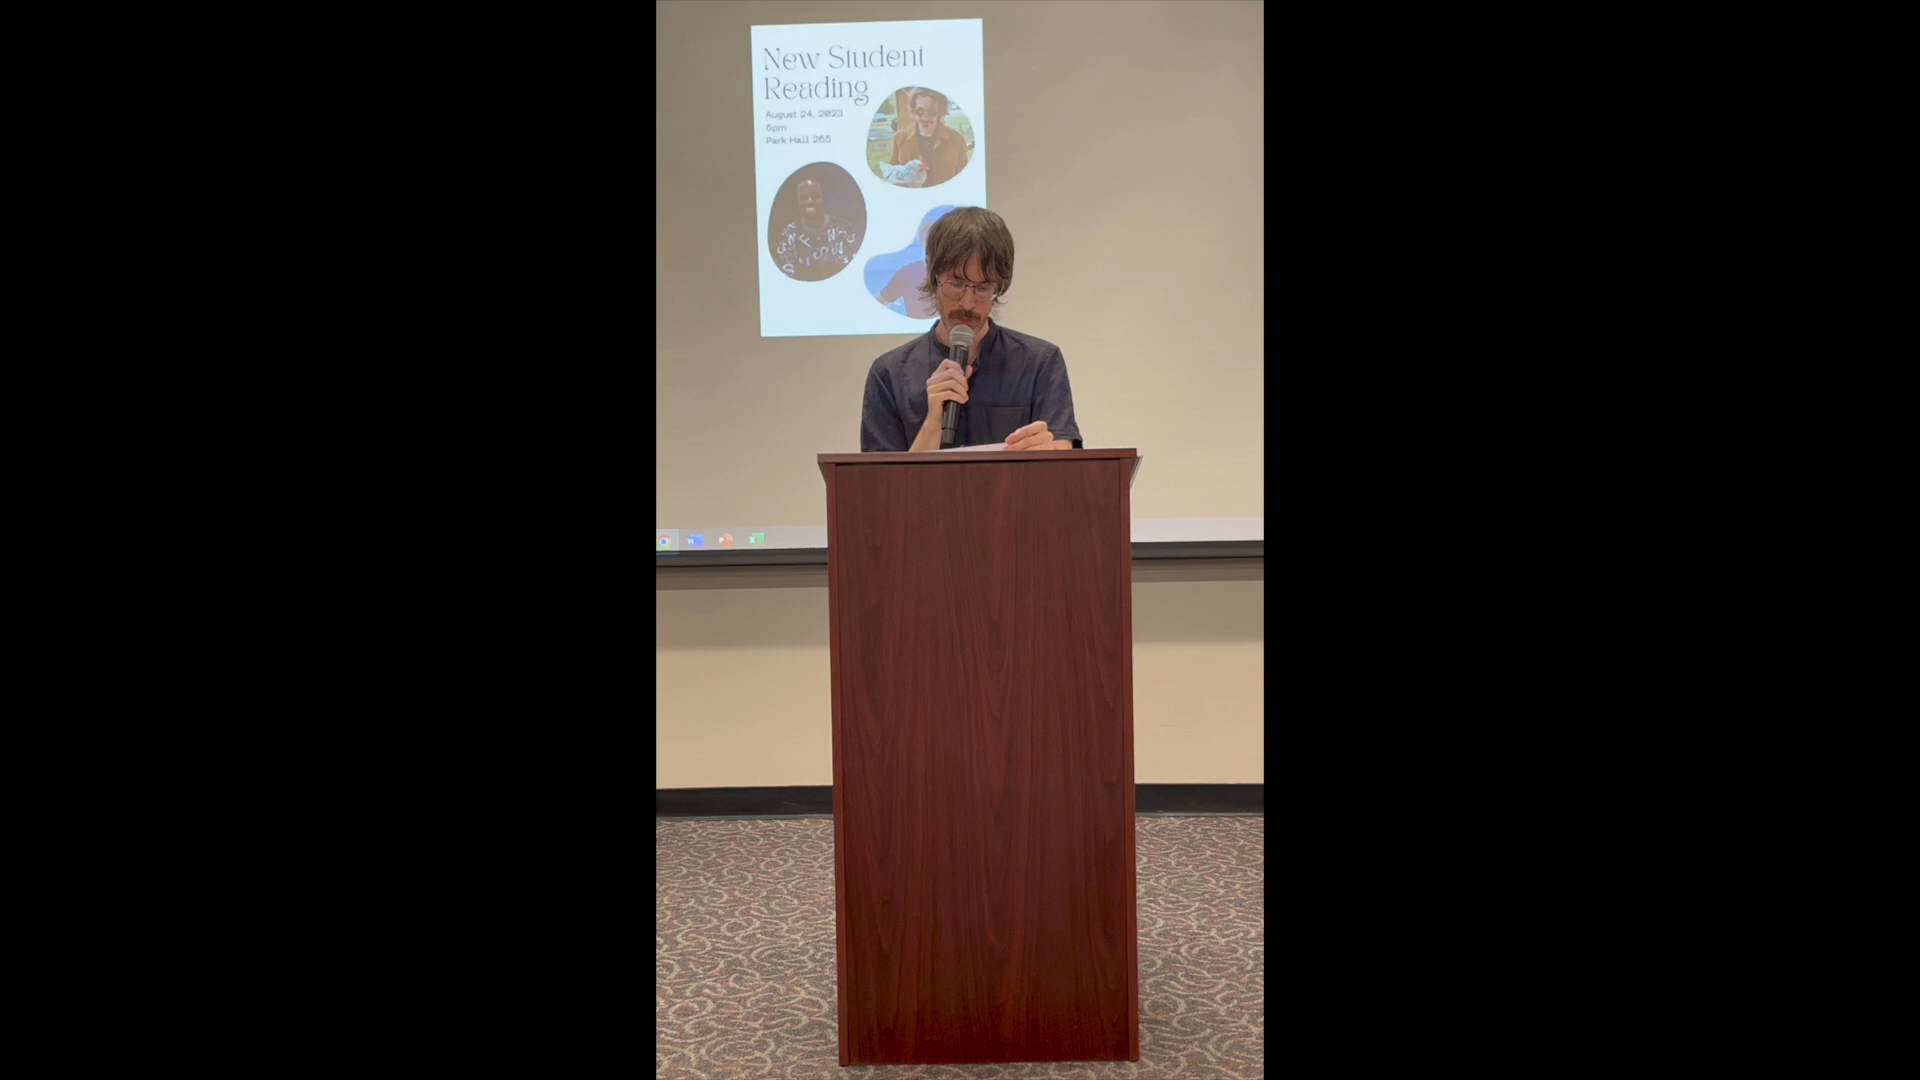 New Student
Reading
August 24, 2023
6pm
Park Hall 265